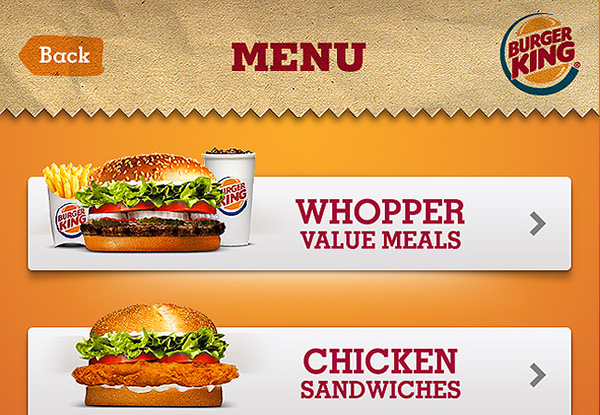 Back
MENU
BURGER
KING®
WHOPPER
VALUE MEALS
BURGER
KING
BURGER
KING
CHICKEN
SANDWICHES